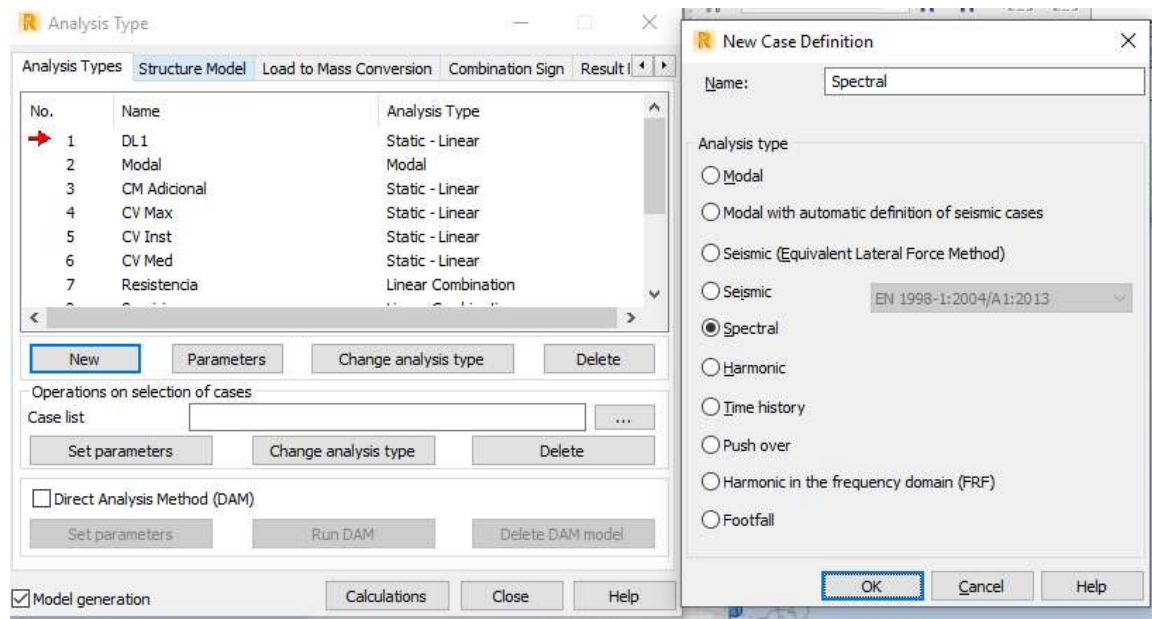 Analysis Type
Analysis Types Structure Model Load to Mass Conversion Combination Sign Result
No. Name Analysis Type
1 DL1 Static - Linear
2 Modal Modal
3 CM Adicional Static - Linear
4 CV Max Static - Linear
5 CV Inst Static - Linear
6 CV Med Static - Linear
7 Resistencia Linear Combination
New Parameters Change analysis type Delete
Operations on selection of cases
Case list ...
Set parameters Change analysis type Delete
Direct Analysis Method (DAM)
Set parameters Run DAM Delete DAM model
Model generation Calculations Close Help
New Case Definition
Name: Spectral
Analysis type
Modal
Modal with automatic definition of seismic cases
Seismic (Equivalent Lateral Force Method)
Seismic EN 1998-1:2004/A1:2013
Spectral
Harmonic
Time history
Push over
Harmonic in the frequency domain (FRF)
Footfall
OK Cancel Help